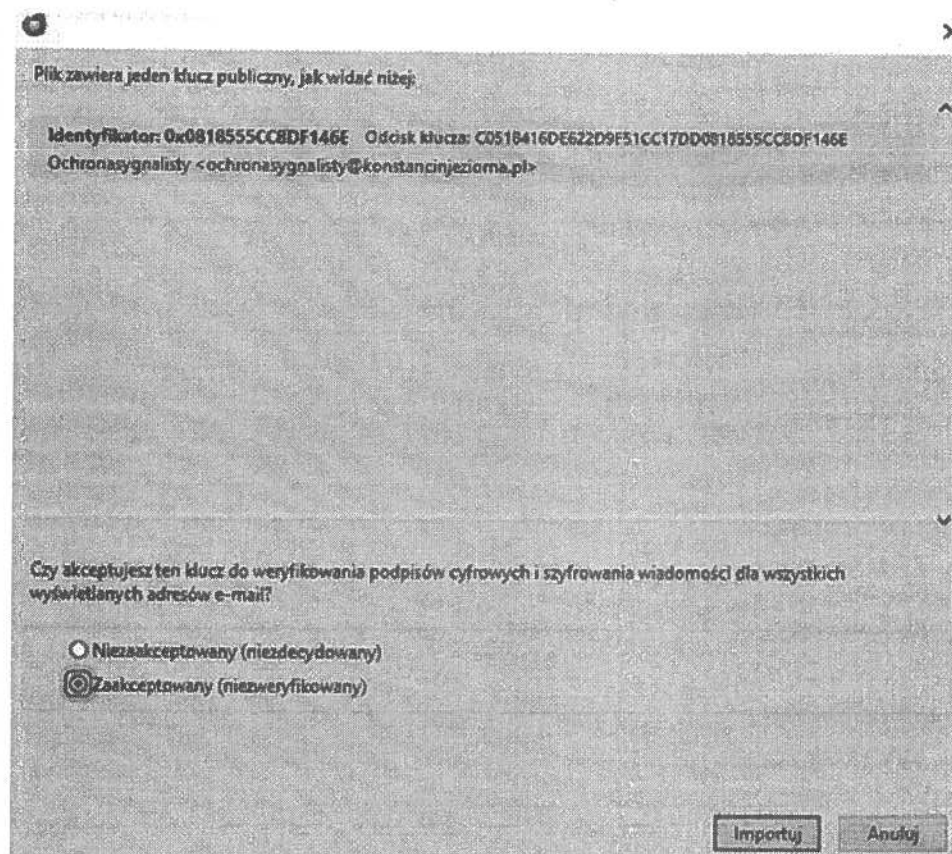 Plik zawiera jeden klucz publiczny, jak widać niżej:
Identyfikator: 0x0818555CC8DF146E Odcisk klucza: C0518416DE622D9F51CC17DD0818555CC8DF146E
Ochronasygnalisty <ochronasygnalisty@konstancinjeziorna.pl>
Czy akceptujesz ten klucz do weryfikowania podpisów cyfrowych i szyfrowania wiadomości dla wszystkich
wyświetlanych adresów e-mail?
Niezaakceptowany (niezdecydowany)
Zaakceptowany (niezweryfikowany)
Importuj Anuluj